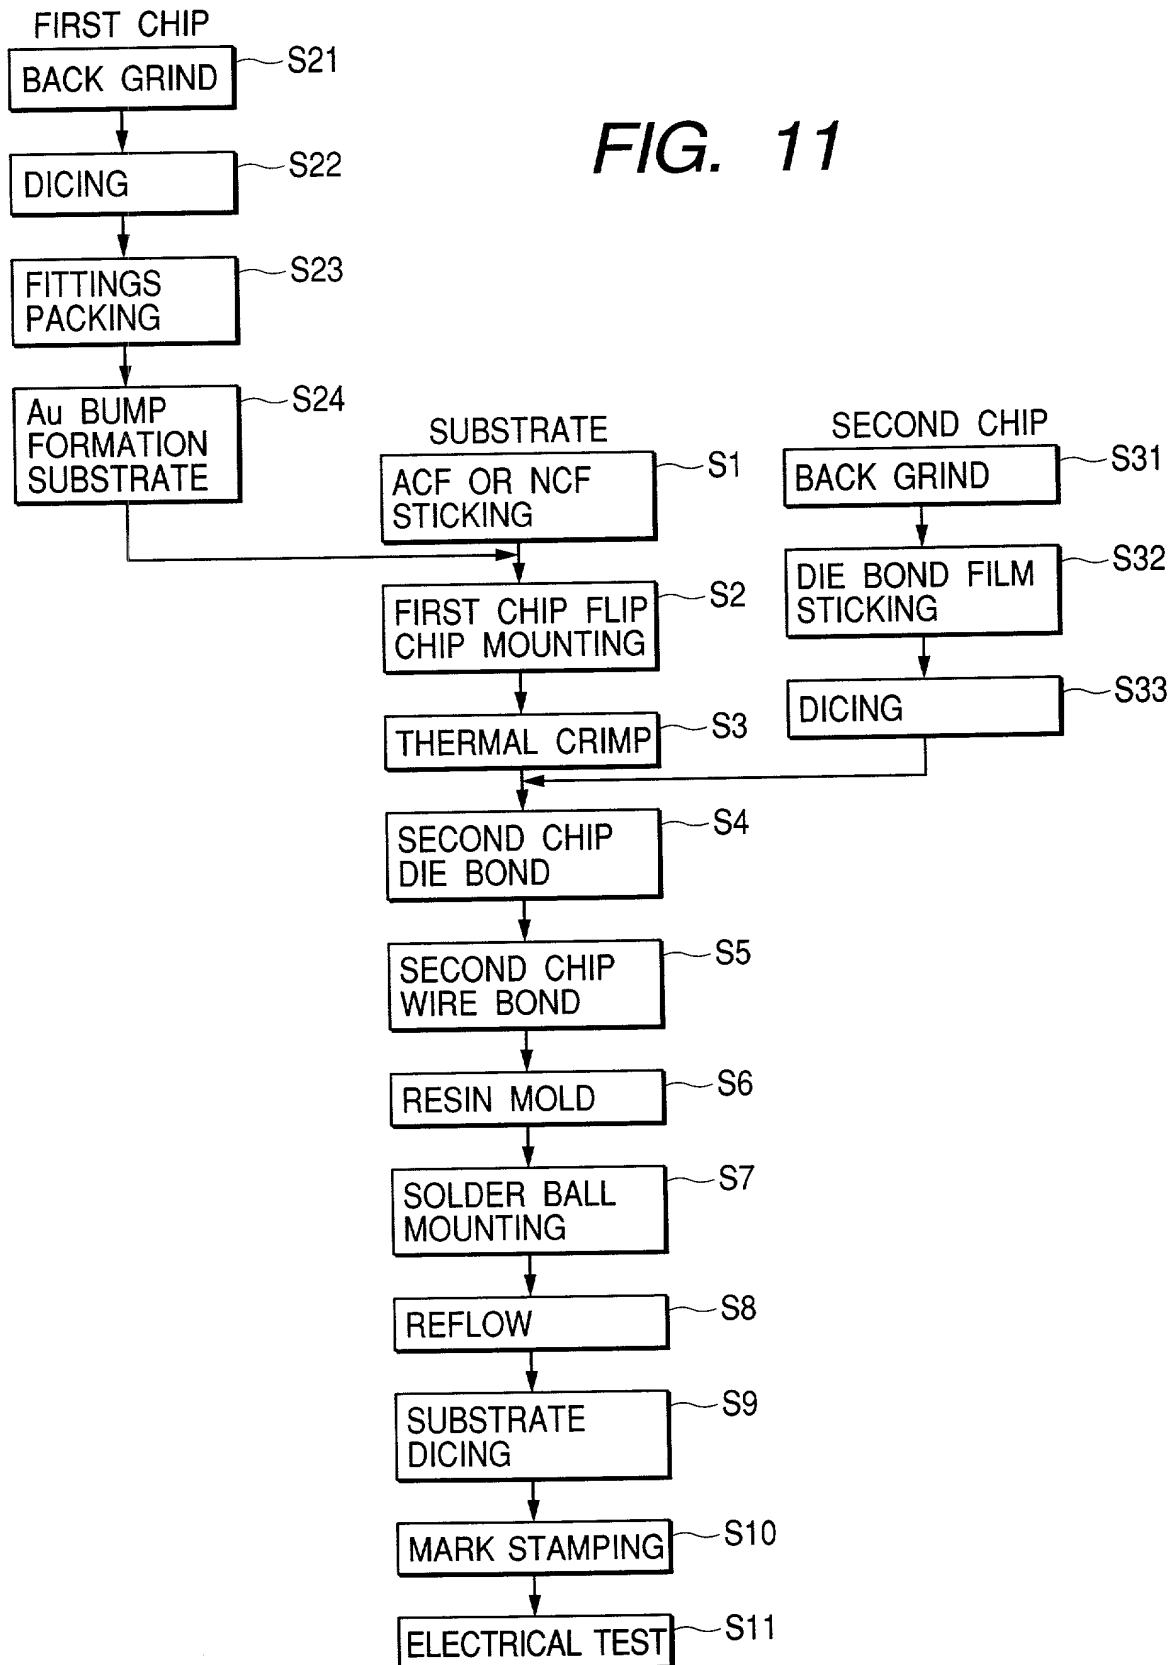 FIRST CHIP
BACK GRIND
S21
FIG. 11
DICING
S22
FITTINGS
PACKING
S23
Au BUMP
FORMATION
SUBSTRATE
S24
SUBSTRATE
ACF OR NCF
STICKING
S1
SECOND CHIP
BACK GRIND
S31
DIE BOND FILM
STICKING
S32
FIRST CHIP FLIP
CHIP MOUNTING
S2
DICING
S33
THERMAL CRIMP
S3
SECOND CHIP
DIE BOND
S4
SECOND CHIP
WIRE BOND
S5
RESIN MOLD
S6
SOLDER BALL
MOUNTING
S7
REFLOW
S8
SUBSTRATE
DICING
S9
MARK STAMPING
S10
ELECTRICAL TEST
S11